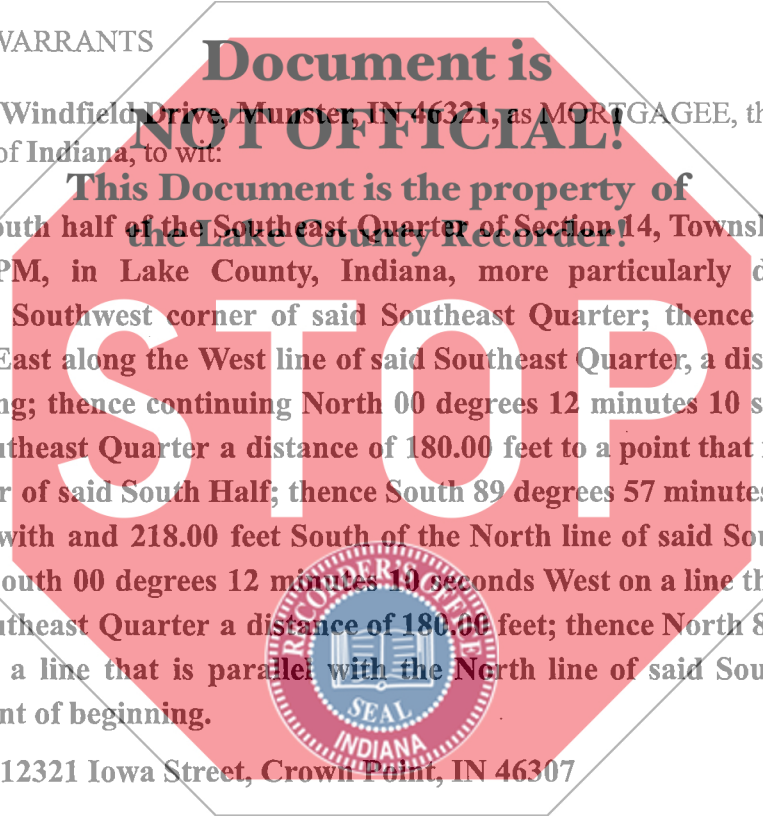 WARRANTS
Document is
Windfield Drive, Munster, IN 46321, as MORTGAGEE, th
NOT OFFICIAL!
of Indiana, to wit:
This Document is the property of
outh half of the Southeast Quarter of Section 14, Townsh
the Lake County Recorder!
PM, in Lake County, Indiana, more particularly d
Southwest corner of said Southeast Quarter; thence
East along the West line of said Southeast Quarter, a dis
ng; thence continuing North 00 degrees 12 minutes 10 s
utheast Quarter a distance of 180.00 feet to a point that
r of said South Half; thence South 89 degrees 57 minutes
with and 218.00 feet South of the North line of said Sou
outh 00 degrees 12 minutes 10 seconds West on a line th
utheast Quarter a distance of 180.00 feet; thence North 8
a line that is parallel with the North line of said Sou
nt of beginning.
12321 Iowa Street, Crown Point, IN 46307
STOP
RECORDER OFFICE
SEAL
INDIANA